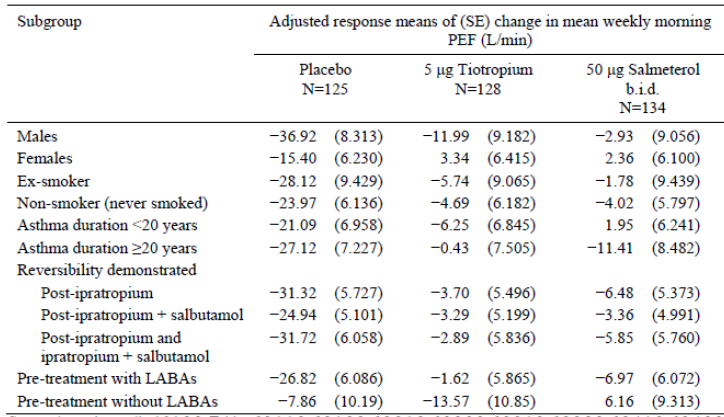 Subgroup Adjusted response means of (SE) change in mean weekly morning
PEF (L/min)
Placebo 5 µg Tiotropium 50 µg Salmeterol
N=125 N=128 b.i.d.
N=134
Males −36.92 (8.313) −11.99 (9.182) −2.93 (9.056)
Females −15.40 (6.230) 3.34 (6.415) 2.36 (6.100)
Ex-smoker −28.12 (9.429) −5.74 (9.065) −1.78 (9.439)
Non-smoker (never smoked) −23.97 (6.136) −4.69 (6.182) −4.02 (5.797)
Asthma duration <20 years −21.09 (6.958) −6.25 (6.845) 1.95 (6.241)
Asthma duration ≥20 years −27.12 (7.227) −0.43 (7.505) −11.41 (8.482)
Reversibility demonstrated
Post-ipratropium −31.32 (5.727) −3.70 (5.496) −6.48 (5.373)
Post-ipratropium + salbutamol −24.94 (5.101) −3.29 (5.199) −3.36 (4.991)
Post-ipratropium and −31.72 (6.058) −2.89 (5.836) −5.85 (5.760)
ipratropium + salbutamol
Pre-treatment with LABAs −26.82 (6.086) −1.62 (5.865) −6.97 (6.072)
Pre-treatment without LABAs −7.86 (10.19) −13.57 (10.85) 6.16 (9.313)